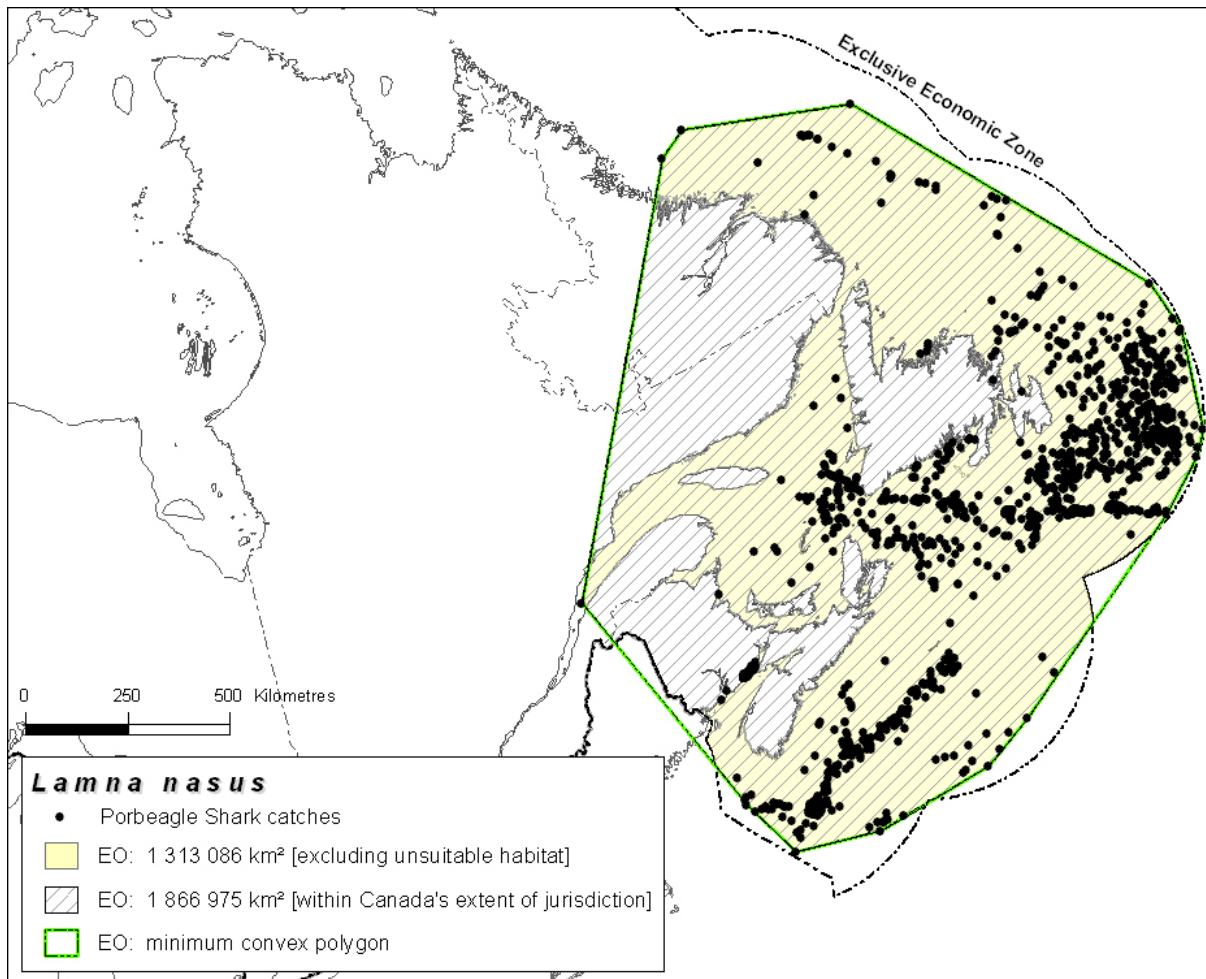 Exclusive Economic Zone
0 250 500 Kilometres
Lamna nasus
Porbeagle Shark catches
EO: 1 313 086 km² [excluding unsuitable habitat]
EO: 1 866 975 km² [within Canada's extent of jurisdiction]
EO: minimum convex polygon